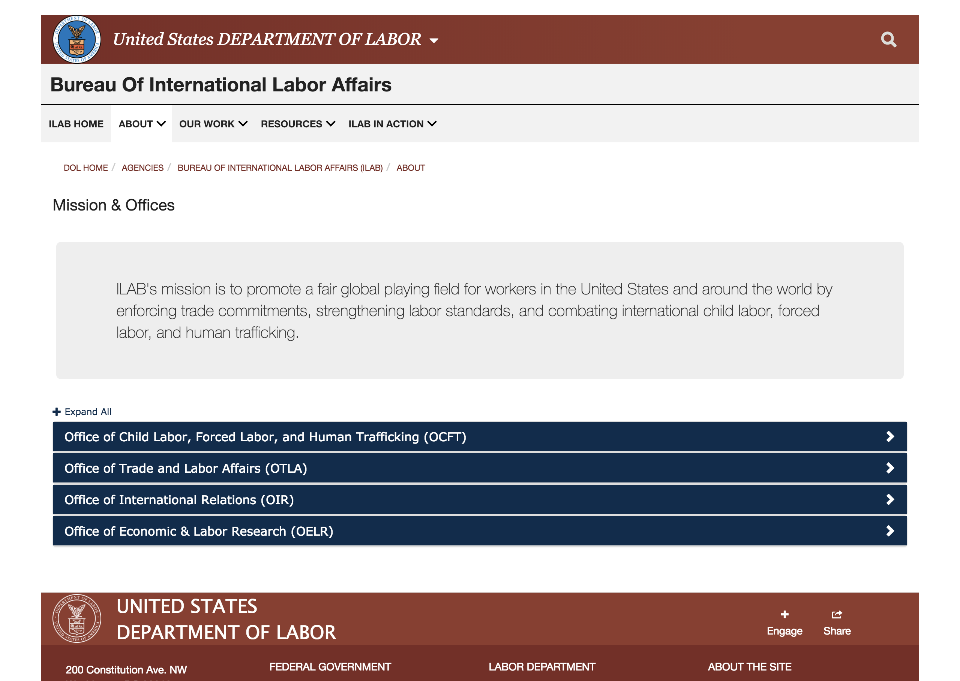 United States DEPARTMENT OF LABOR
Bureau Of International Labor Affairs
ILAB HOME ABOUT OUR WORK RESOURCES ILAB IN ACTION
DOL HOME / AGENCIES / BUREAU OF INTERNATIONAL LABOR AFFAIRS (ILAB) / ABOUT
Mission & Offices
ILAB's mission is to promote a fair global playing field for workers in the United States and around the world by
enforcing trade commitments, strengthening labor standards, and combating international child labor, forced
labor, and human trafficking.
+ Expand All
Office of Child Labor, Forced Labor, and Human Trafficking (OCFT)
Office of Trade and Labor Affairs (OTLA)
Office of International Relations (OIR)
Office of Economic & Labor Research (OELR)
UNITED STATES
DEPARTMENT OF LABOR
Engage Share
200 Constitution Ave. NW FEDERAL GOVERNMENT LABOR DEPARTMENT ABOUT THE SITE